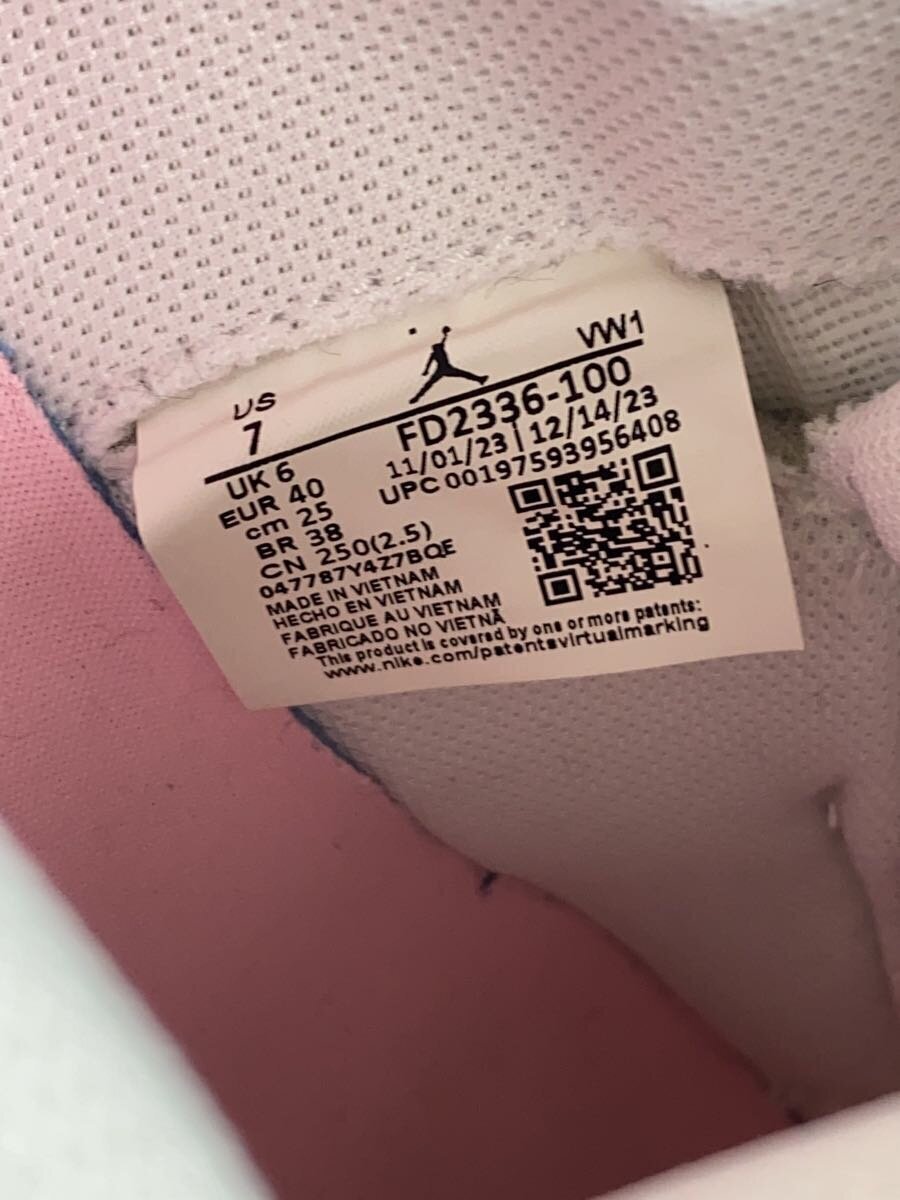 VW1
US
7
FD2336-100
11/01/23 | 12/14/23
UPC 00197593956408
UK 6
EUR 40
cm 25
BR 38
CN 250(2.5)
047787Y4Z7BQE
MADE IN VIETNAM
HECHO EN VIETNAM
FABRIQUE AU VIETNAM
FABRICADO NO VIETNÃ
This product is covered by one or more patents:
www.nike.com/patentsvirtualmarking